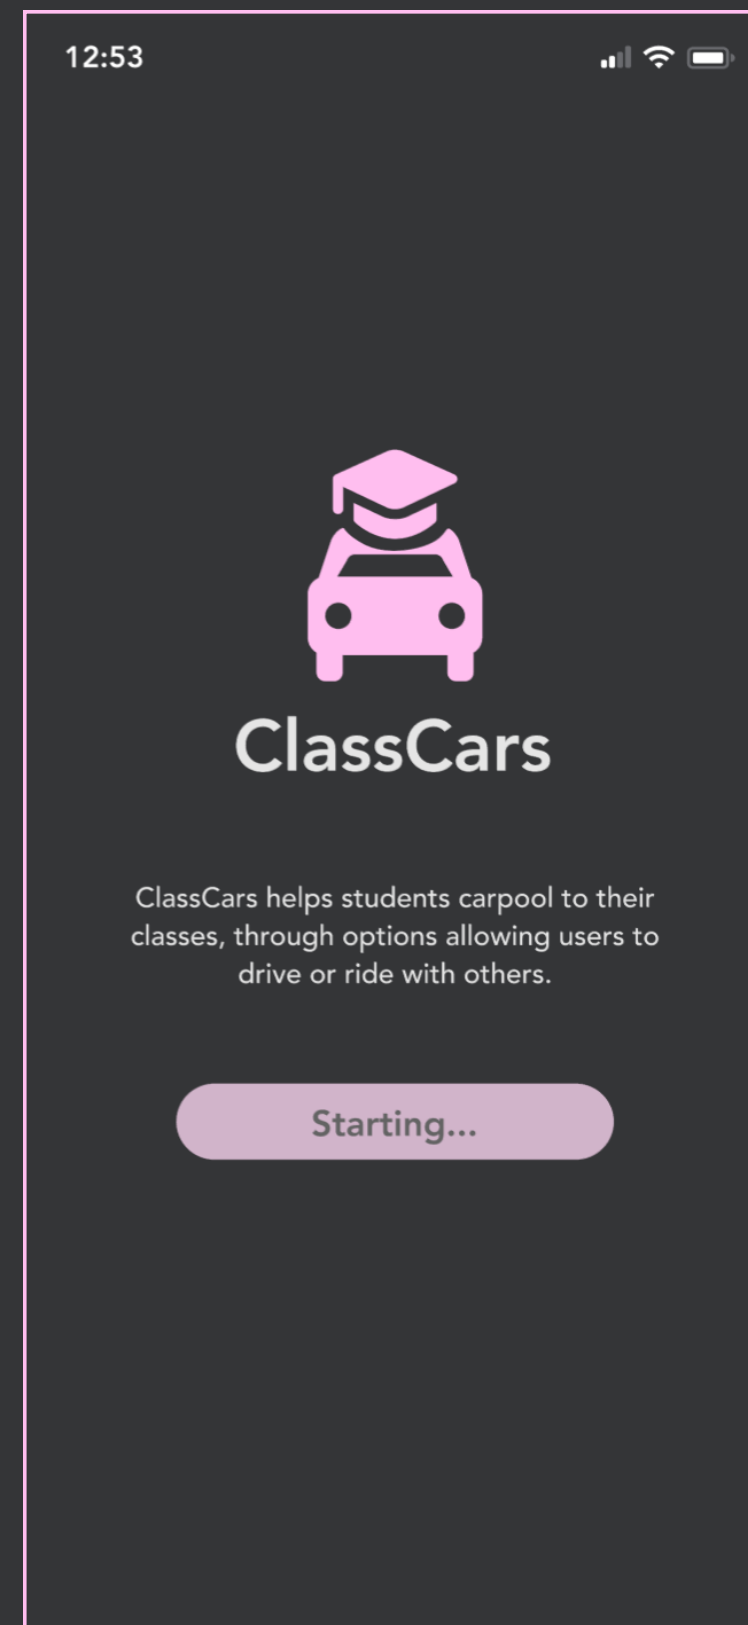 12:53
ClassCars
ClassCars helps students carpool to their
classes, through options allowing users to
drive or ride with others.
Starting...